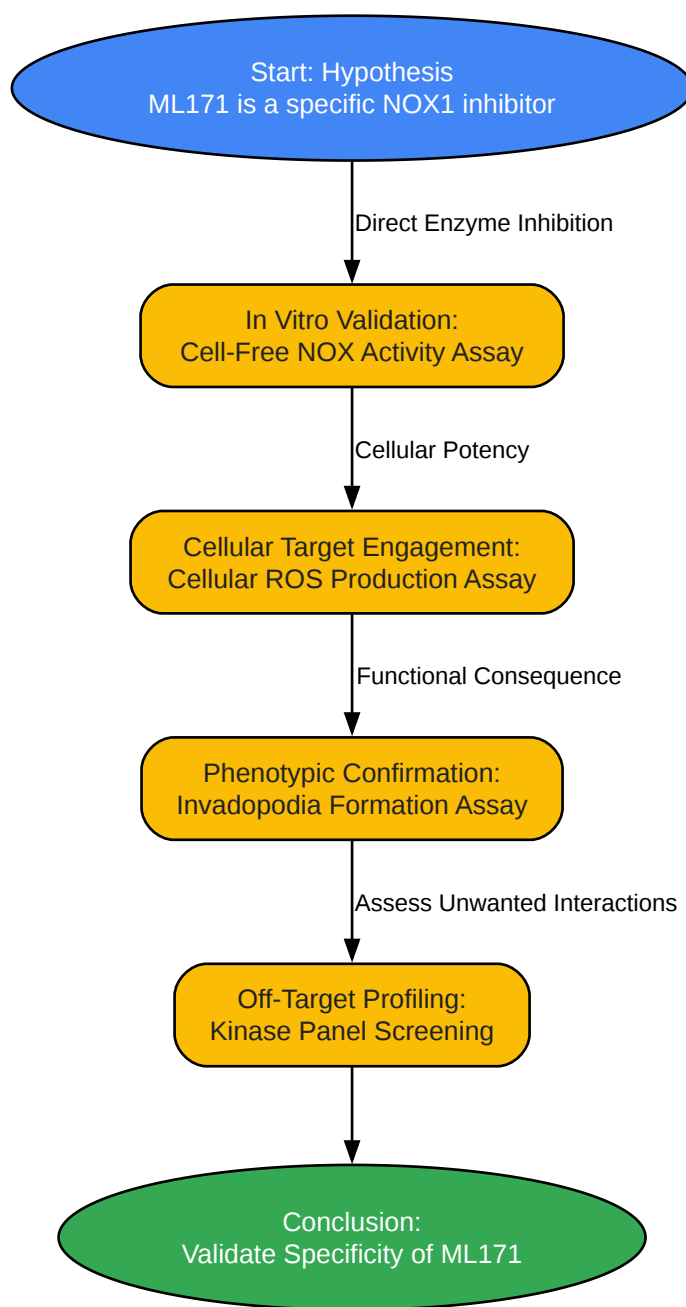 Start: Hypothesis
ML171 is a specific NOX1 inhibitor
Direct Enzyme Inhibition
In Vitro Validation:
Cell-Free NOX Activity Assay
Cellular Potency
Cellular Target Engagement:
Cellular ROS Production Assay
Functional Consequence
Phenotypic Confirmation:
Invadopodia Formation Assay
Assess Unwanted Interactions
Off-Target Profiling:
Kinase Panel Screening
Conclusion:
Validate Specificity of ML171